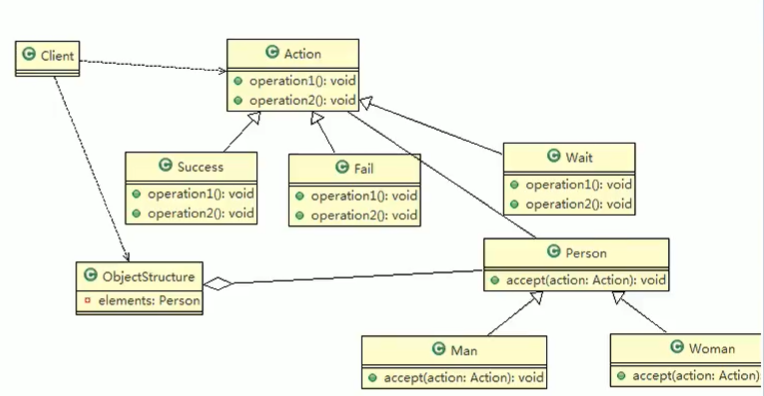 Client
Action
operation1(): void
operation2(): void
Success
operation1(): void
operation2(): void
Fail
operation1(): void
operation2(): void
Wait
operation1(): void
operation2(): void
ObjectStructure
elements: Person
Person
accept(action: Action): void
Man
accept(action: Action): void
Woman
accept(action: Action)